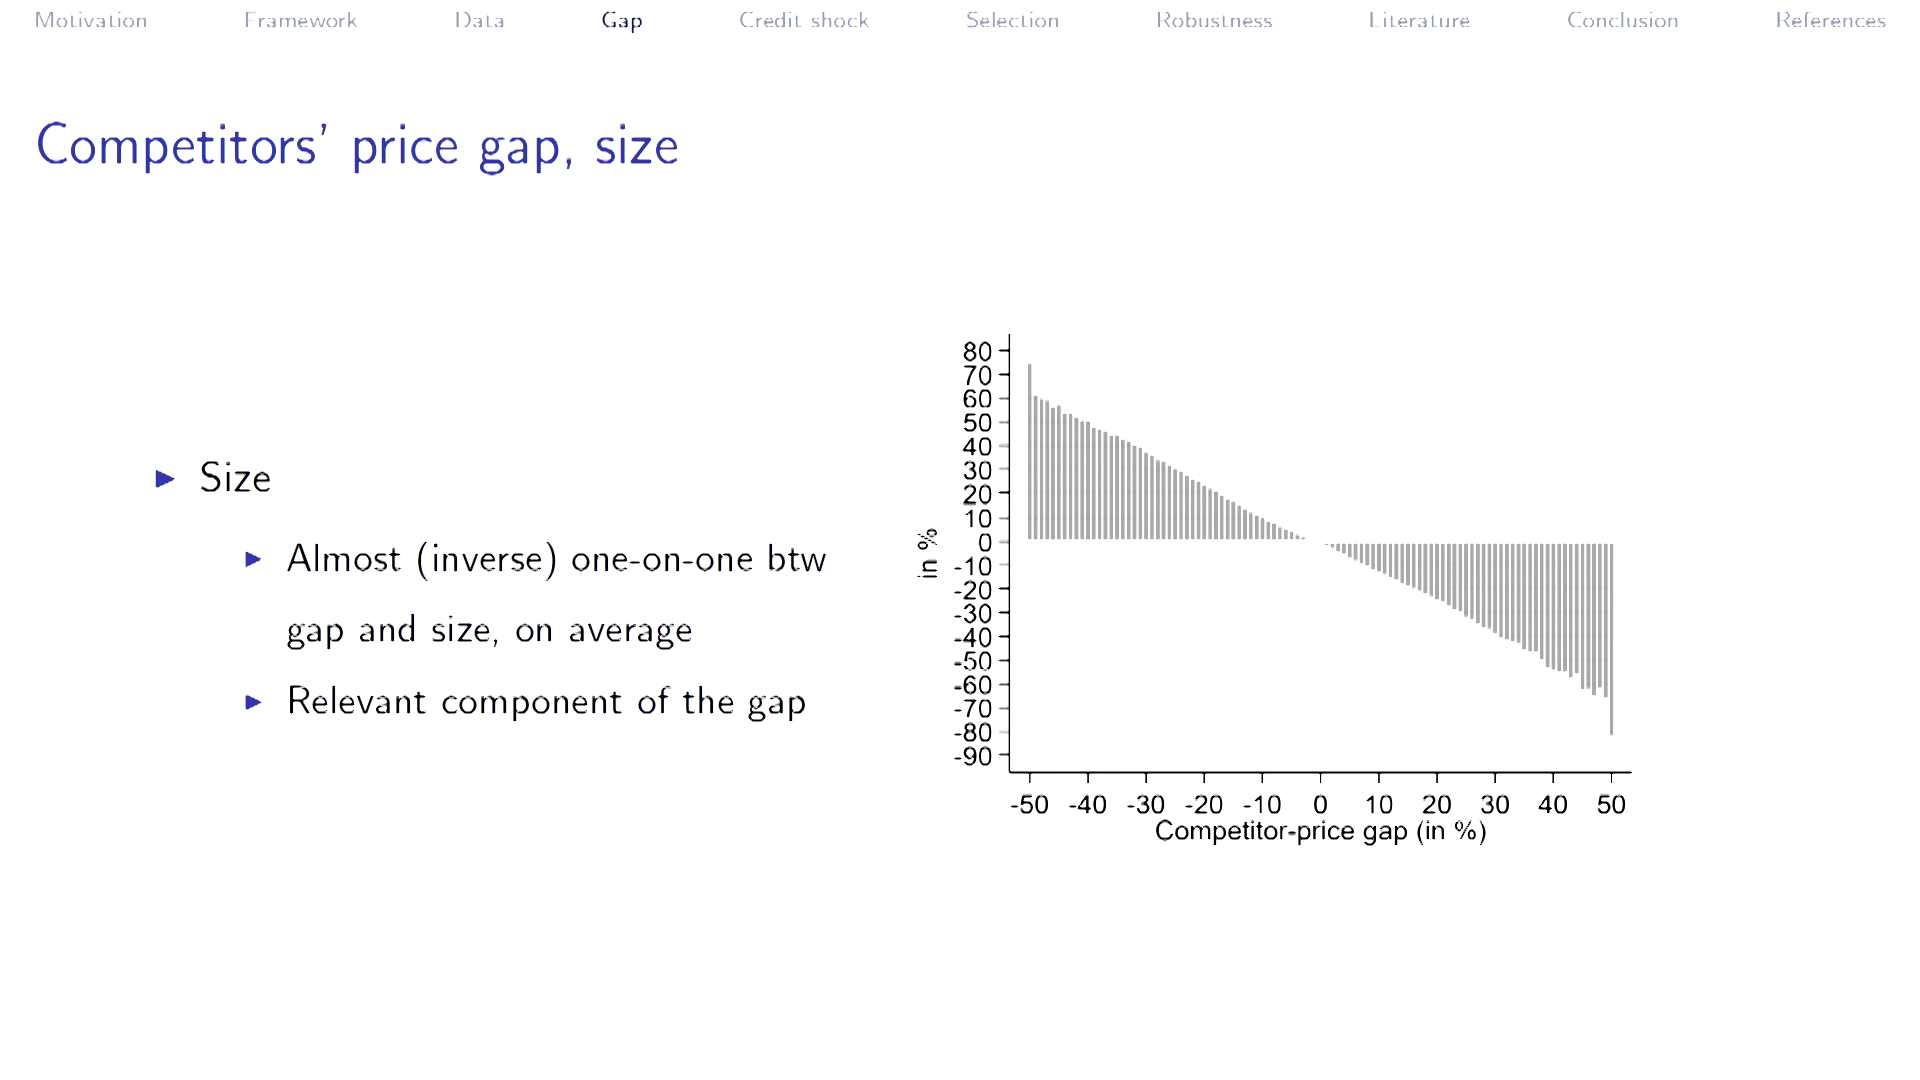 Motivation Framework Data Gap Credit shock Selection Robustness Literature Conclusion References
Competitors' price gap, size
Size
Almost (inverse) one-on-one btw
gap and size, on average
Relevant component of the gap
in %
80
70
60
50
40
30
20
10
0
-10
-20
-30
-40
-50
-60
-70
-80
-90
-50 -40 -30 -20 -10 0 10 20 30 40 50
Competitor-price gap (in %)